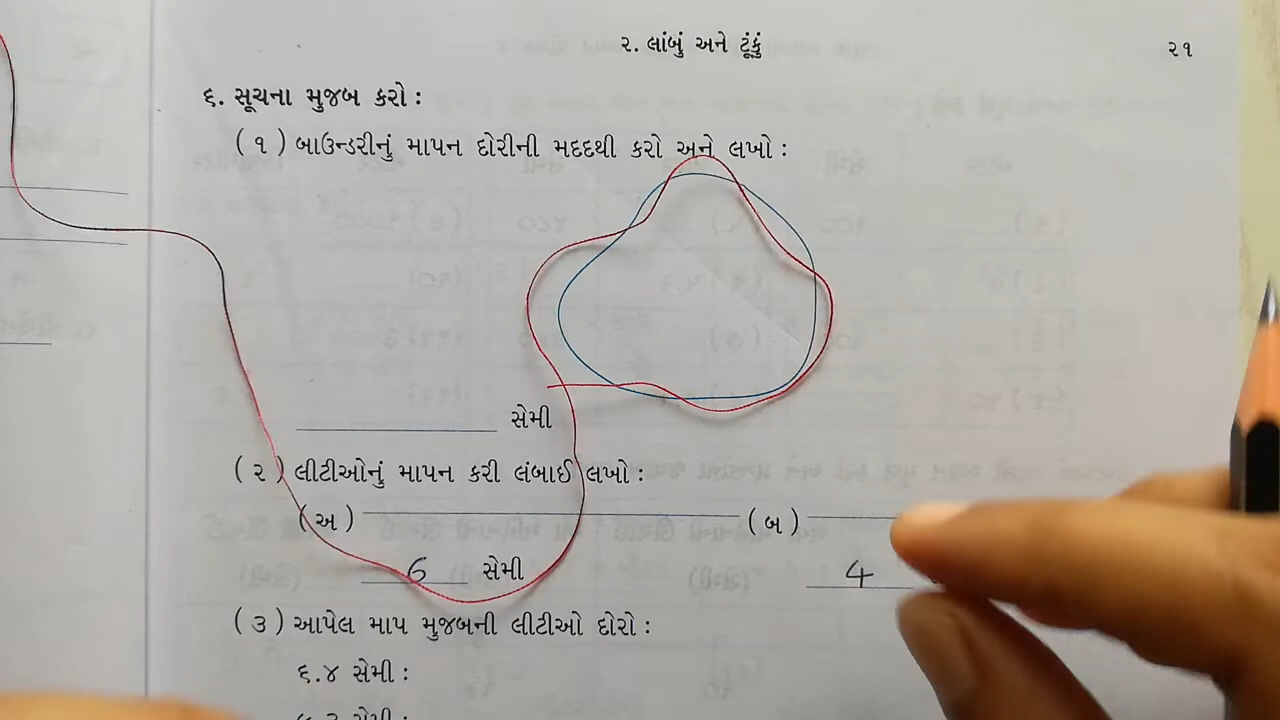 ૨. લાંબું અને ટૂંકું
૨૧
૬. સૂચના મુજબ કરો :
(૧) બાઉન્ડરીનું માપન દોરીની મદદથી કરો અને લખો :
સેમી
(૨) લીટીઓનું માપન કરી લંબાઈ લખો :
(અ) (બ)
6 સેમી 4
(૩) આપેલ માપ મુજબની લીટીઓ દોરો :
૬.૪ સેમી :